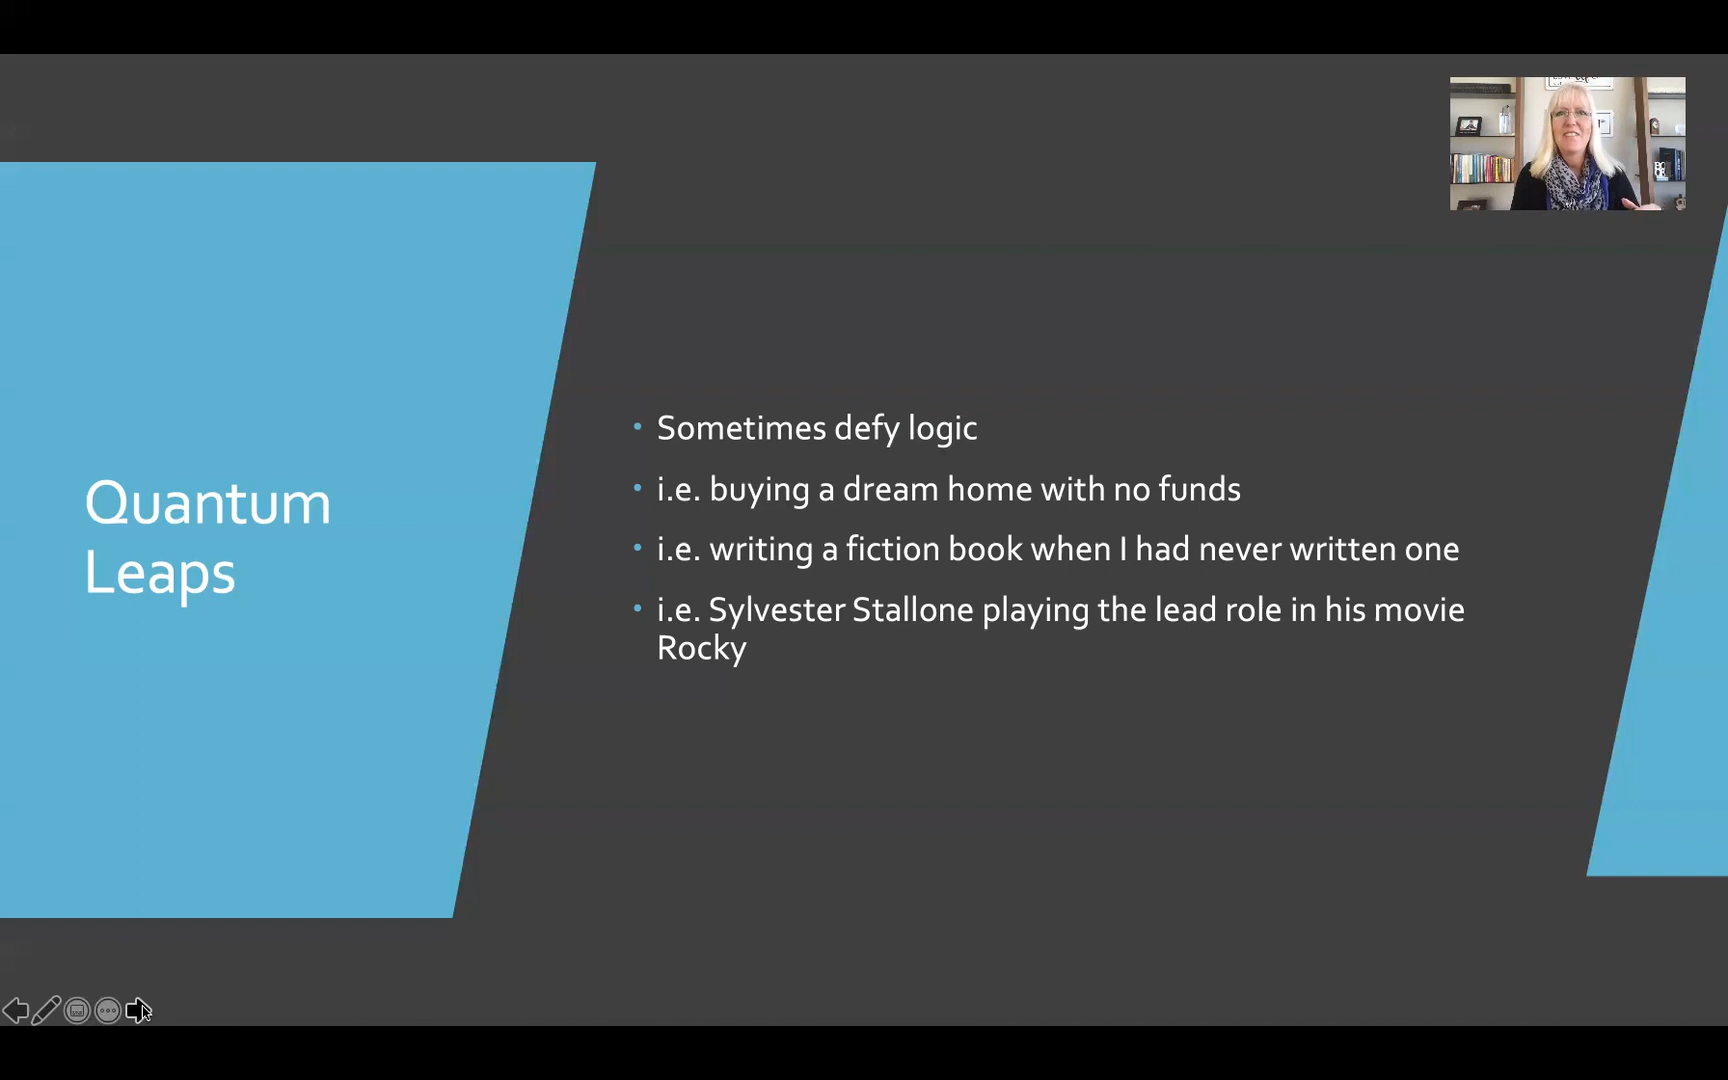 Quantum
Leaps
• Sometimes defy logic
• i.e. buying a dream home with no funds
• i.e. writing a fiction book when I had never written one
• i.e. Sylvester Stallone playing the lead role in his movie
Rocky